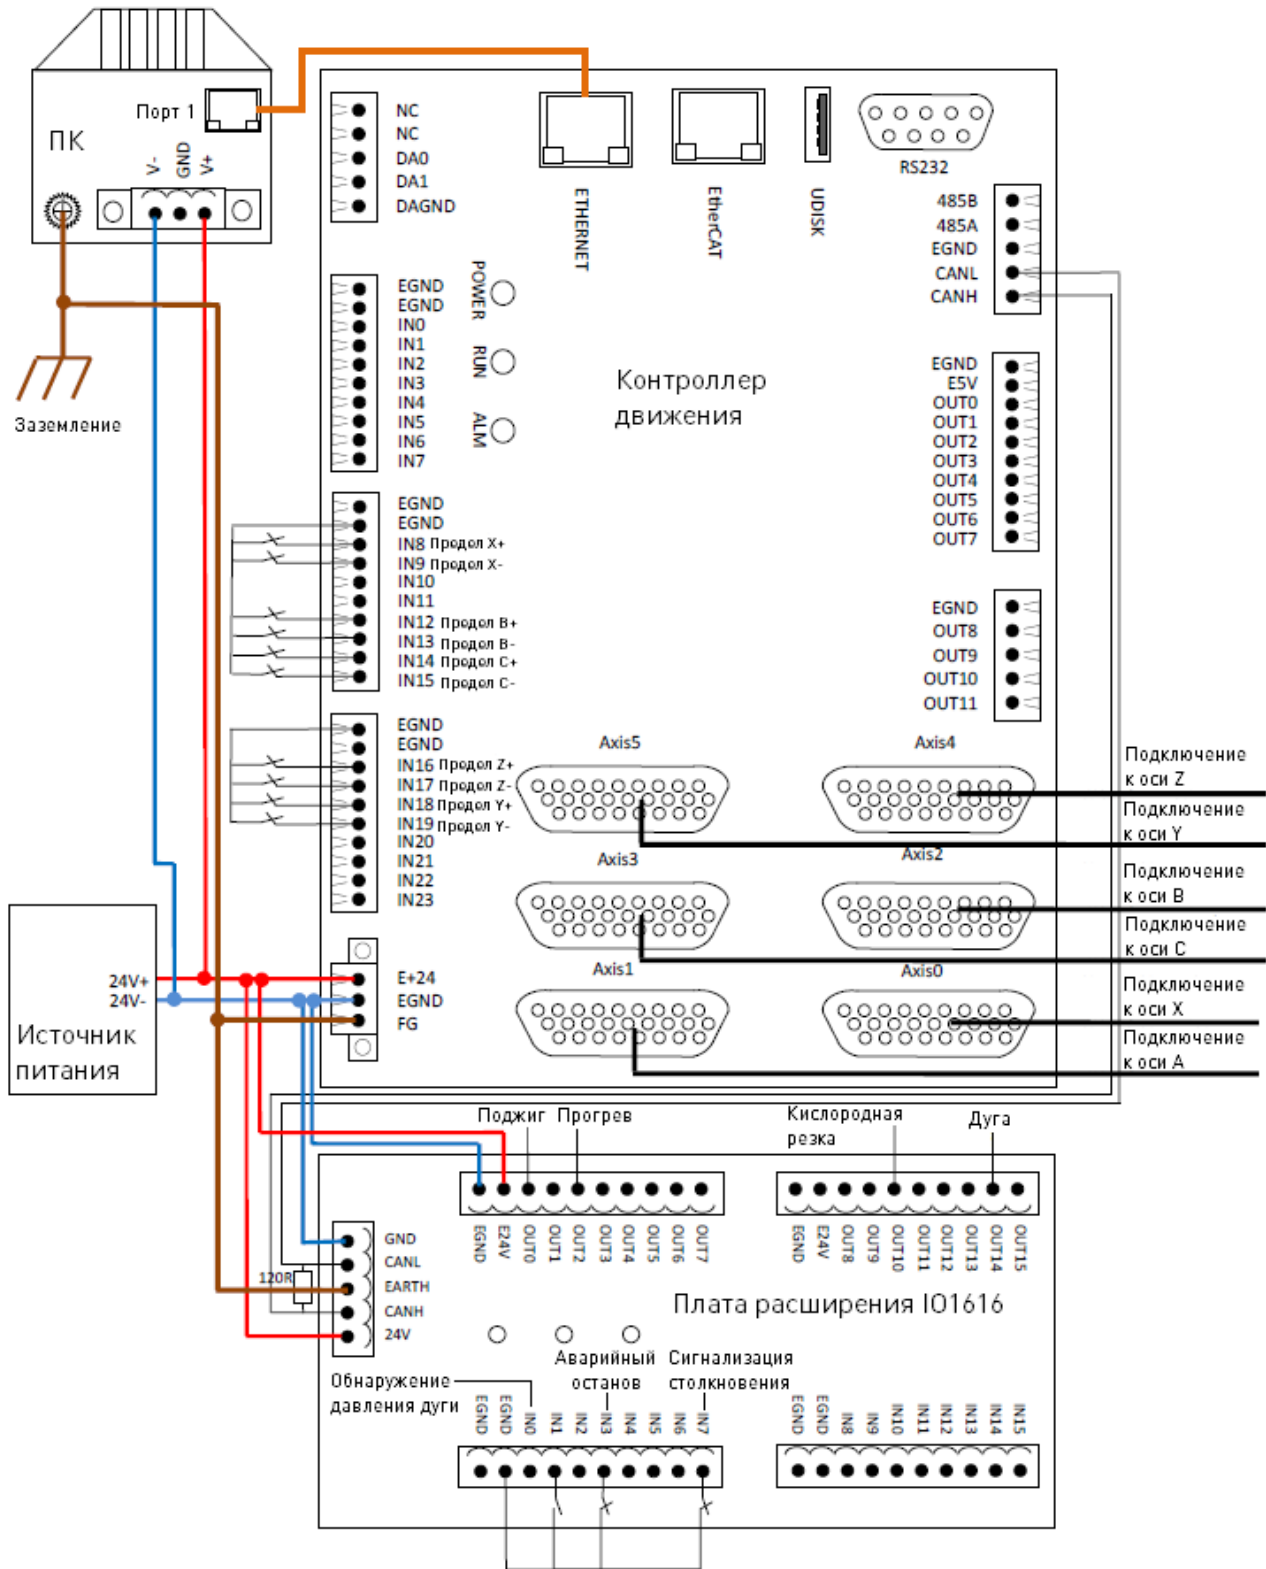 Порт 1
ПК
V-
GND
V+
Заземление
NC
NC
DA0
DA1
DAGND
ETHERNET
EtherCAT
UDISK
RS232
485B
485A
EGND
CANL
CANH
EGND
EGND
IN0
IN1
IN2
IN3
IN4
IN5
IN6
IN7
POWER
RUN
ALM
Контроллер
движения
EGND
E5V
OUT0
OUT1
OUT2
OUT3
OUT4
OUT5
OUT6
OUT7
EGND
EGND
IN8 Предел X+
IN9 Предел X-
IN10
IN11
IN12 Предел B+
IN13 Предел B-
IN14 Предел C+
IN15 Предел C-
EGND
OUT8
OUT9
OUT10
OUT11
EGND
EGND
IN16 Предел Z+
IN17 Предел Z-
IN18 Предел Y+
IN19 Предел Y-
IN20
IN21
IN22
IN23
Axis5
Axis4
Axis3
Axis2
Axis1
Axis0
Подключение
к оси Z
Подключение
к оси Y
Подключение
к оси B
Подключение
к оси C
Подключение
к оси X
Подключение
к оси A
24V+
24V-
Источник
питания
E+24
EGND
FG
Поджиг
Прогрев
Кислородная
резка
Дуга
EGND
E24V
OUT0
OUT1
OUT2
OUT3
OUT4
OUT5
OUT6
OUT7
EGND
E24V
OUT8
OUT9
OUT10
OUT11
OUT12
OUT13
OUT14
OUT15
GND
CANL
EARTH
CANH
24V
120R
Плата расширения IO1616
Обнаружение
давления дуги
Аварийный
останов
Сигнализация
столкновения
EGND
EGND
IN0
IN1
IN2
IN3
IN4
IN5
IN6
IN7
EGND
EGND
IN8
IN9
IN10
IN11
IN12
IN13
IN14
IN15